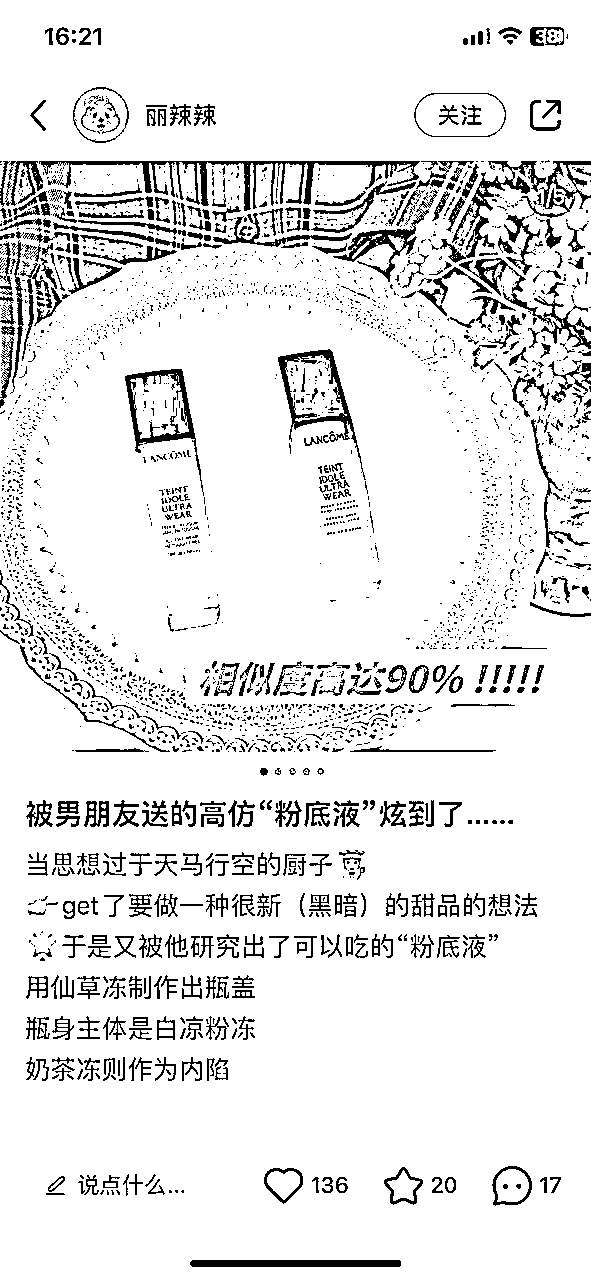 16:21
38
丽辣辣
关注
1/5
LANCÔME
TEINT
IDOLE
ULTRA
WEAR
LANCÔME
TEINT
IDOLE
ULTRA
WEAR
相似度高达90% !!!!!
被男朋友送的高仿“粉底液”炫到了......
当思想过于天马行空的厨子
get了要做一种很新（黑暗）的甜品的想法
于是又被他研究出了可以吃的“粉底液”
用仙草冻制作出瓶盖
瓶身主体是白凉粉冻
奶茶冻则作为内陷
说点什么...
136
20
17